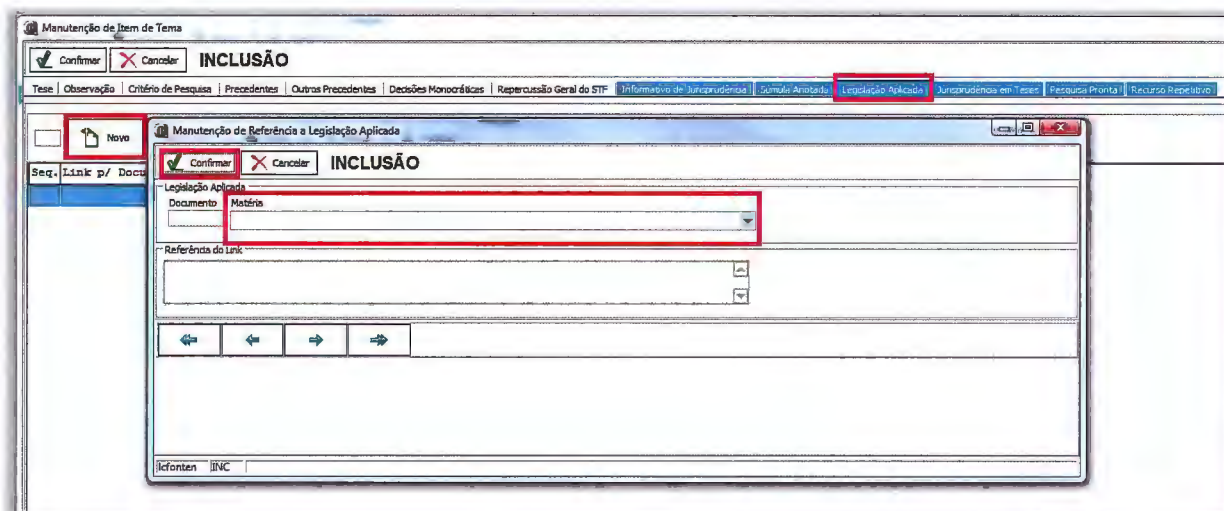 Manutenção de Item de Tema
Confirmar Cancelar INCLUSÃO
Tese Observação Critério de Pesquisa Precedentes Outros Precedentes Decisões Monocráticas Repercussão Geral do STF Informativo de Jurisprudência Súmula Anotada Legislação Aplicada Jurisprudência em Teses Pesquisa Pronta Recurso Repetitivo
Novo
Manutenção de Referência a Legislação Aplicada
Confirmar Cancelar INCLUSÃO
Seq. Link p/ Docu
Legislação Aplicada
Documento Matéria
Referência do Link
lcfonten INC